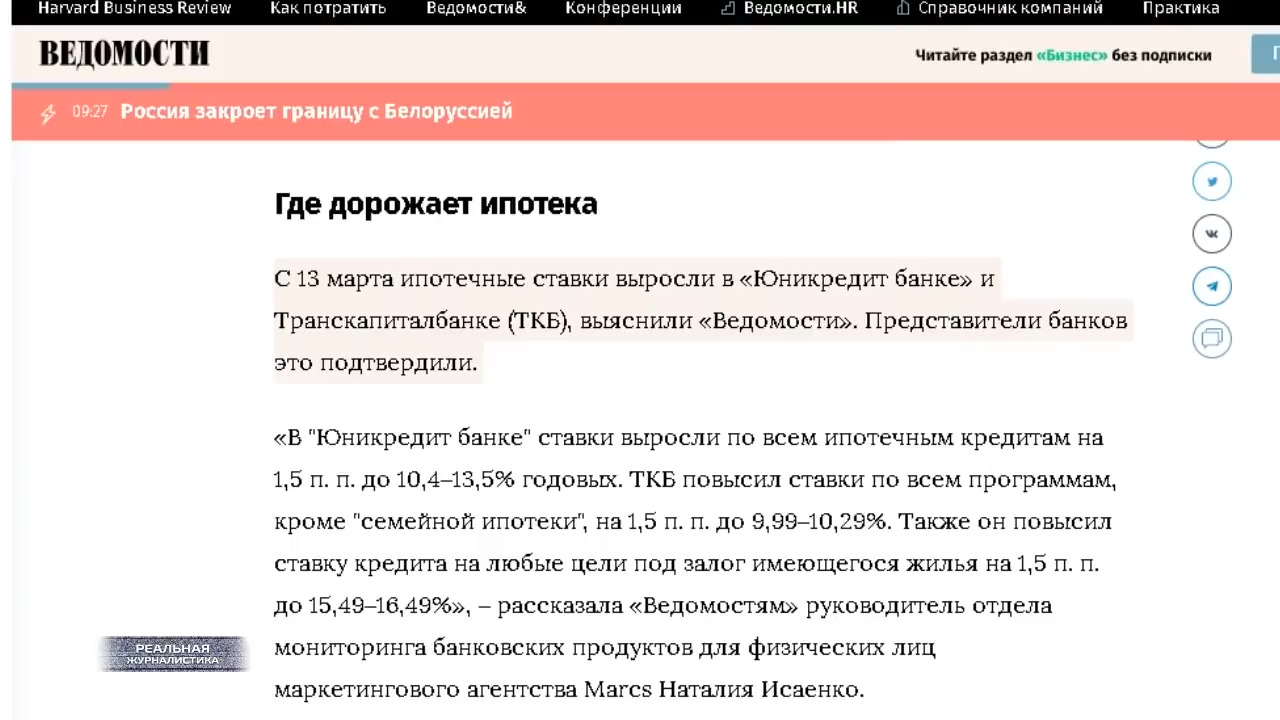 Harvard Business Review Как потратить Ведомости& Конференции Ведомости.HR Справочник компаний Практика
ВЕДОМОСТИ
Читайте раздел «Бизнес» без подписки
09:27 Россия закроет границу с Белоруссией
Где дорожает ипотека
С 13 марта ипотечные ставки выросли в «Юникредит банке» и
Транскапиталбанке (ТКБ), выяснили «Ведомости». Представители банков
это подтвердили.
«В "Юникредит банке" ставки выросли по всем ипотечным кредитам на
1,5 п. п. до 10,4–13,5% годовых. ТКБ повысил ставки по всем программам,
кроме "семейной ипотеки", на 1,5 п. п. до 9,99–10,29%. Также он повысил
ставку кредита на любые цели под залог имеющегося жилья на 1,5 п. п.
до 15,49–16,49%», – рассказала «Ведомостям» руководитель отдела
мониторинга банковских продуктов для физических лиц
маркетингового агентства Marcs Наталия Исаенко.
РЕАЛЬНАЯ
ЖУРНАЛИСТИКА